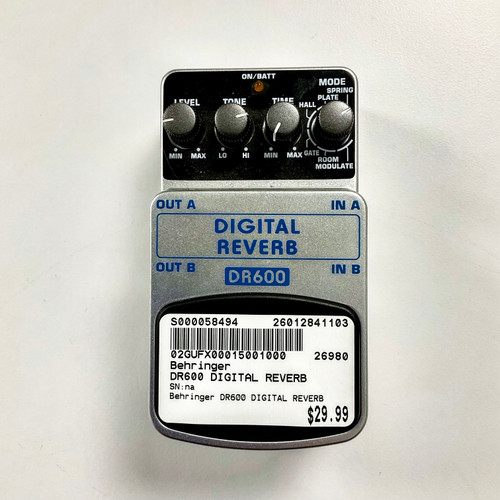 ON/BATT
LEVEL TONE TIME MODE
SPRING
PLATE
HALL
GATE
ROOM
MODULATE
MIN MAX LO HI MIN MAX
OUT A IN A
DIGITAL
REVERB
OUT B IN B
DR600
S000058494 26012841103
02GUFX00015001000 26980
Behringer
DR600 DIGITAL REVERB
SN:na
Behringer DR600 DIGITAL REVERB
$29.99